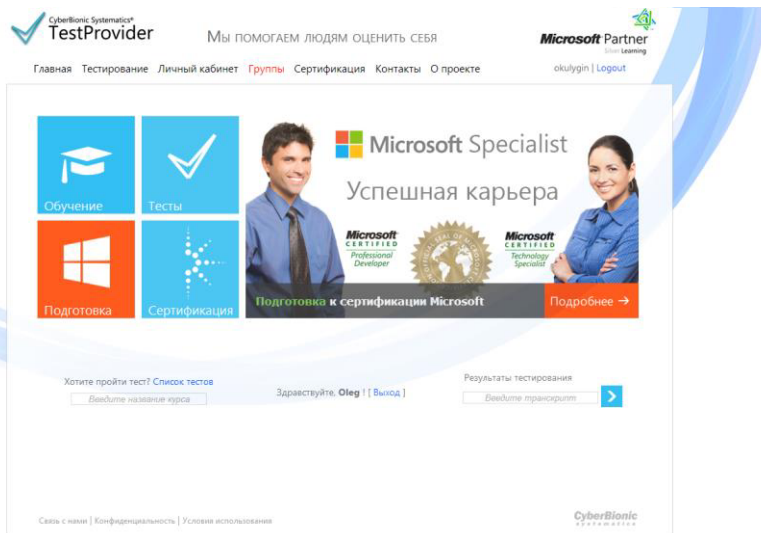 CyberBionic Systematics®
TestProvider
Мы помогаем людям оценить себя
Microsoft Partner
Silver Learning
Главная Тестирование Личный кабинет Группы Сертификация Контакты О проекте
okulygin | Logout
Обучение
Тесты
Подготовка
Сертификация
Microsoft Specialist
Успешная карьера
Microsoft
CERTIFIED
Professional
Developer
Microsoft
CERTIFIED
Technology
Specialist
Подготовка к сертификации Microsoft
Подробнее →
Хотите пройти тест? Список тестов
Введите название курса
Здравствуйте, Oleg ! [ Выход ]
Результаты тестирования
Введите транскрипт
Связь с нами | Конфиденциальность | Условия использования
CyberBionic
systematics